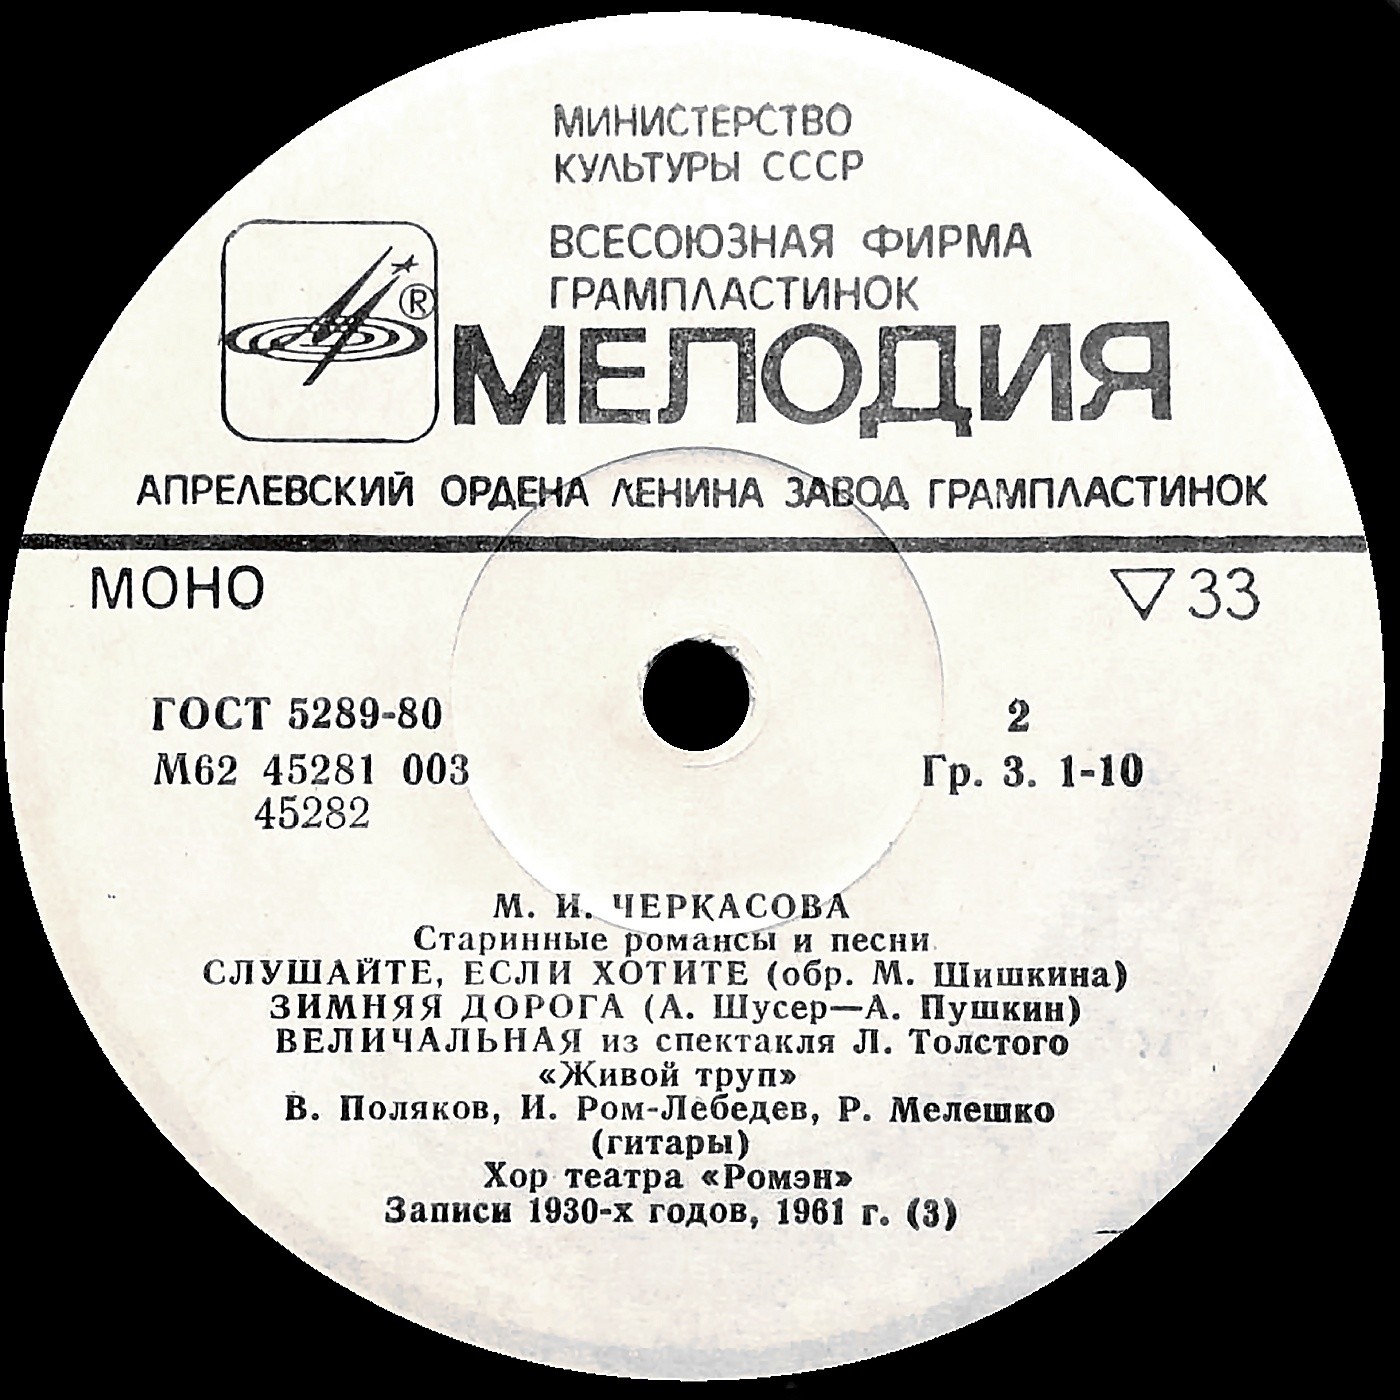 МИНИСТЕРСТВО
КУЛЬТУРЫ СССР
ВСЕСОЮЗНАЯ ФИРМА
ГРАМПЛАСТИНОК
®
МЕЛОДИЯ
АПРЕЛЕВСКИЙ ОРДЕНА ЛЕНИНА ЗАВОД ГРАМПЛАСТИНОК
МОНО
▽ 33
ГОСТ 5289-80
2
М62 45281 003
Гр. 3. 1-10
45282
М. И. ЧЕРКАСОВА
Старинные романсы и песни
СЛУШАЙТЕ, ЕСЛИ ХОТИТЕ (обр. М. Шишкина)
ЗИМНЯЯ ДОРОГА (А. Шусер—А. Пушкин)
ВЕЛИЧАЛЬНАЯ из спектакля Л. Толстого
«Живой труп»
В. Поляков, И. Ром-Лебедев, Р. Мелешко
(гитары)
Хор театра «Ромэн»
Записи 1930-х годов, 1961 г. (3)